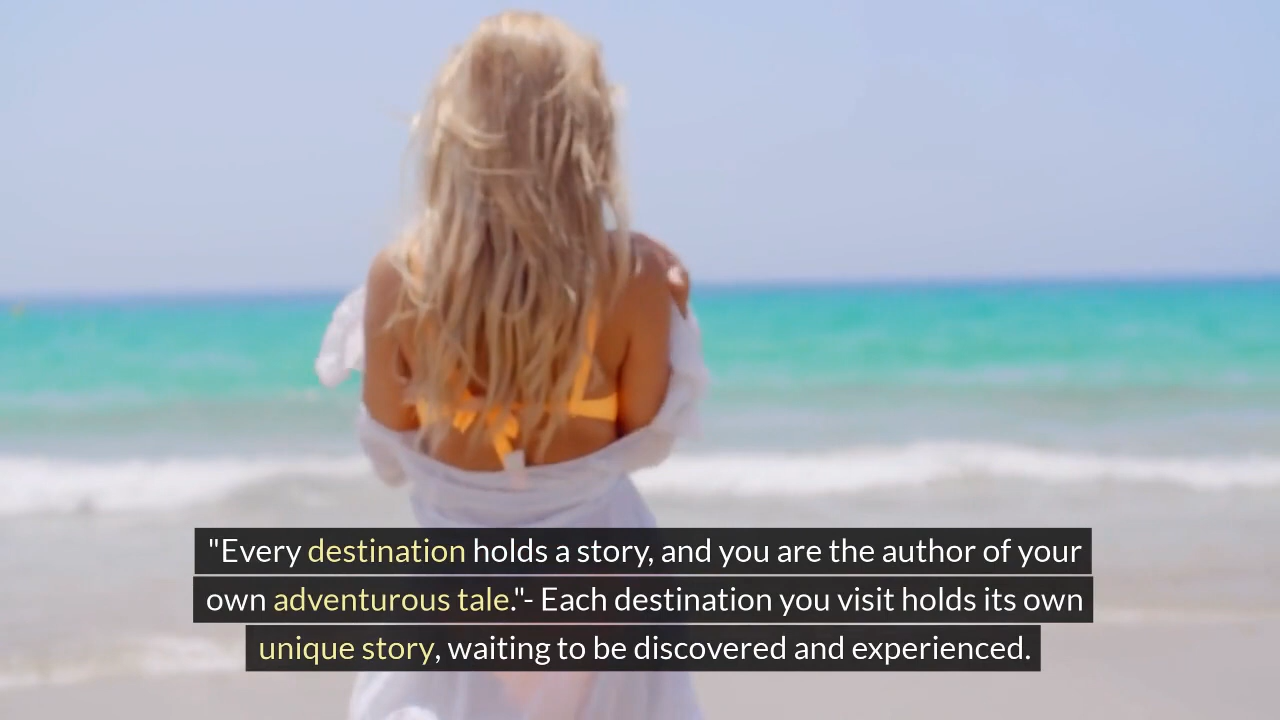 "Every destination holds a story, and you are the author of your
own adventurous tale."- Each destination you visit holds its own
unique story, waiting to be discovered and experienced.